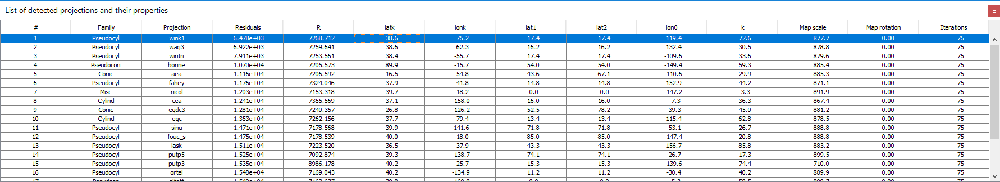 List of detected projections and their properties
x
# Family Projection Residuals R latk lonk lat1 lat2 lon0 k Map scale Map rotation Iterations
1 Pseudocyl wink1 6.478e+03 7268.712 38.6 75.2 17.4 17.4 119.4 72.6 877.7 0.00 75
2 Pseudocyl wag3 6.922e+03 7259.641 38.6 62.3 16.2 16.2 132.4 30.5 878.8 0.00 75
3 Pseudocyl wintri 7.911e+03 7253.561 38.4 -55.7 17.4 17.4 -109.6 33.6 879.6 0.00 75
4 Pseudocon bonne 1.070e+04 7205.573 89.9 -15.7 54.0 54.0 -149.4 59.3 885.4 0.00 75
5 Conic aea 1.116e+04 7206.592 -16.5 -54.8 -43.6 -67.1 -110.6 29.9 885.3 0.00 75
6 Pseudocyl fahey 1.176e+04 7324.046 37.9 41.8 14.8 14.8 152.9 44.2 871.1 0.00 75
7 Misc nicol 1.203e+04 7153.318 39.7 -18.2 0.0 0.0 -147.2 3.3 891.9 0.00 75
8 Cylind cea 1.241e+04 7355.569 37.1 -158.0 16.0 16.0 -7.3 36.3 867.4 0.00 75
9 Conic eqdc3 1.281e+04 7240.357 -26.8 -126.2 -52.5 -78.2 -39.3 45.0 881.2 0.00 75
10 Cylind eqc 1.353e+04 7262.156 37.7 79.4 13.4 13.4 115.4 62.8 878.5 0.00 75
11 Pseudocyl sinu 1.471e+04 7178.568 39.9 141.6 71.8 71.8 53.1 26.7 888.8 0.00 75
12 Pseudocyl fouc_s 1.475e+04 7178.539 40.0 -18.0 85.0 85.0 -147.4 20.8 888.8 0.00 75
13 Pseudocyl lask 1.511e+04 7223.520 36.5 37.9 43.3 43.3 156.7 85.8 883.2 0.00 75
14 Pseudocyl putp5 1.525e+04 7092.874 39.3 -138.7 74.1 74.1 -26.7 17.3 899.5 0.00 75
15 Pseudocyl putp3 1.535e+04 8986.178 40.2 -25.7 15.3 15.3 -139.6 74.4 710.0 0.00 75
16 Pseudocyl ortel 1.548e+04 7169.043 40.2 -134.9 11.2 11.2 -30.4 40.2 889.9 0.00 75
17 Pseudoaz aitoff